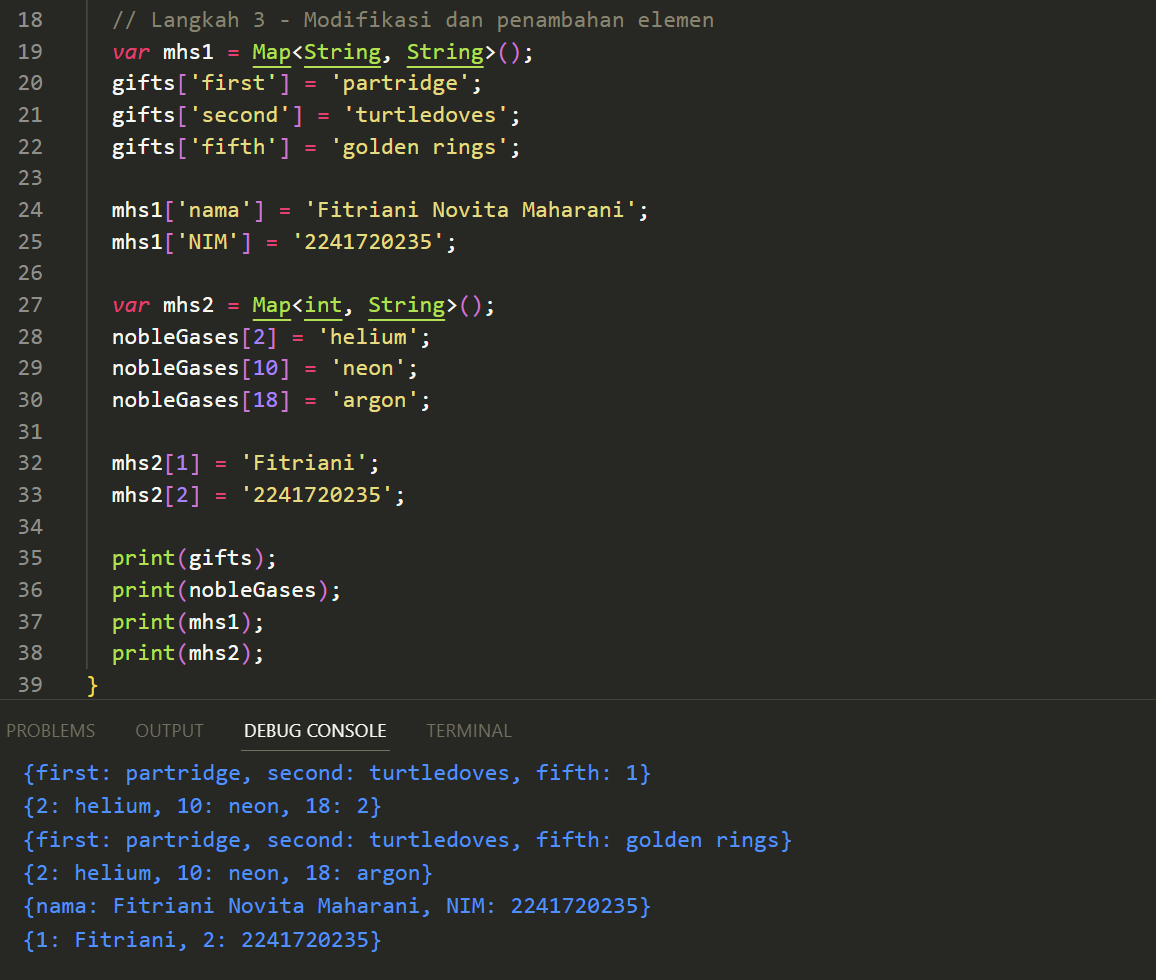 18 // Langkah 3 - Modifikasi dan penambahan elemen
19 var mhs1 = Map<String, String>();
20 gifts['first'] = 'partridge';
21 gifts['second'] = 'turtledoves';
22 gifts['fifth'] = 'golden rings';
23
24 mhs1['nama'] = 'Fitriani Novita Maharani';
25 mhs1['NIM'] = '2241720235';
26
27 var mhs2 = Map<int, String>();
28 nobleGases[2] = 'helium';
29 nobleGases[10] = 'neon';
30 nobleGases[18] = 'argon';
31
32 mhs2[1] = 'Fitriani';
33 mhs2[2] = '2241720235';
34
35 print(gifts);
36 print(nobleGases);
37 print(mhs1);
38 print(mhs2);
39 }
PROBLEMS OUTPUT DEBUG CONSOLE TERMINAL
{first: partridge, second: turtledoves, fifth: 1}
{2: helium, 10: neon, 18: 2}
{first: partridge, second: turtledoves, fifth: golden rings}
{2: helium, 10: neon, 18: argon}
{nama: Fitriani Novita Maharani, NIM: 2241720235}
{1: Fitriani, 2: 2241720235}